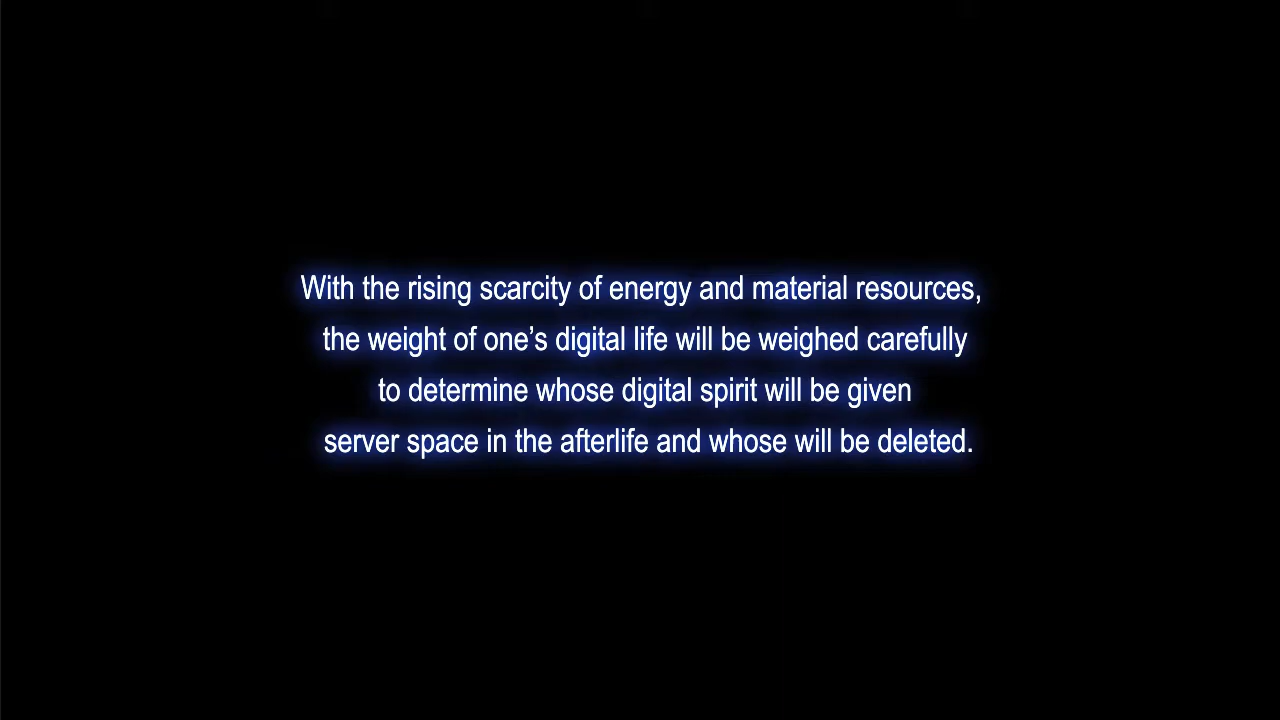 With the rising scarcity of energy and material resources,
the weight of one’s digital life will be weighed carefully
to determine whose digital spirit will be given
server space in the afterlife and whose will be deleted.